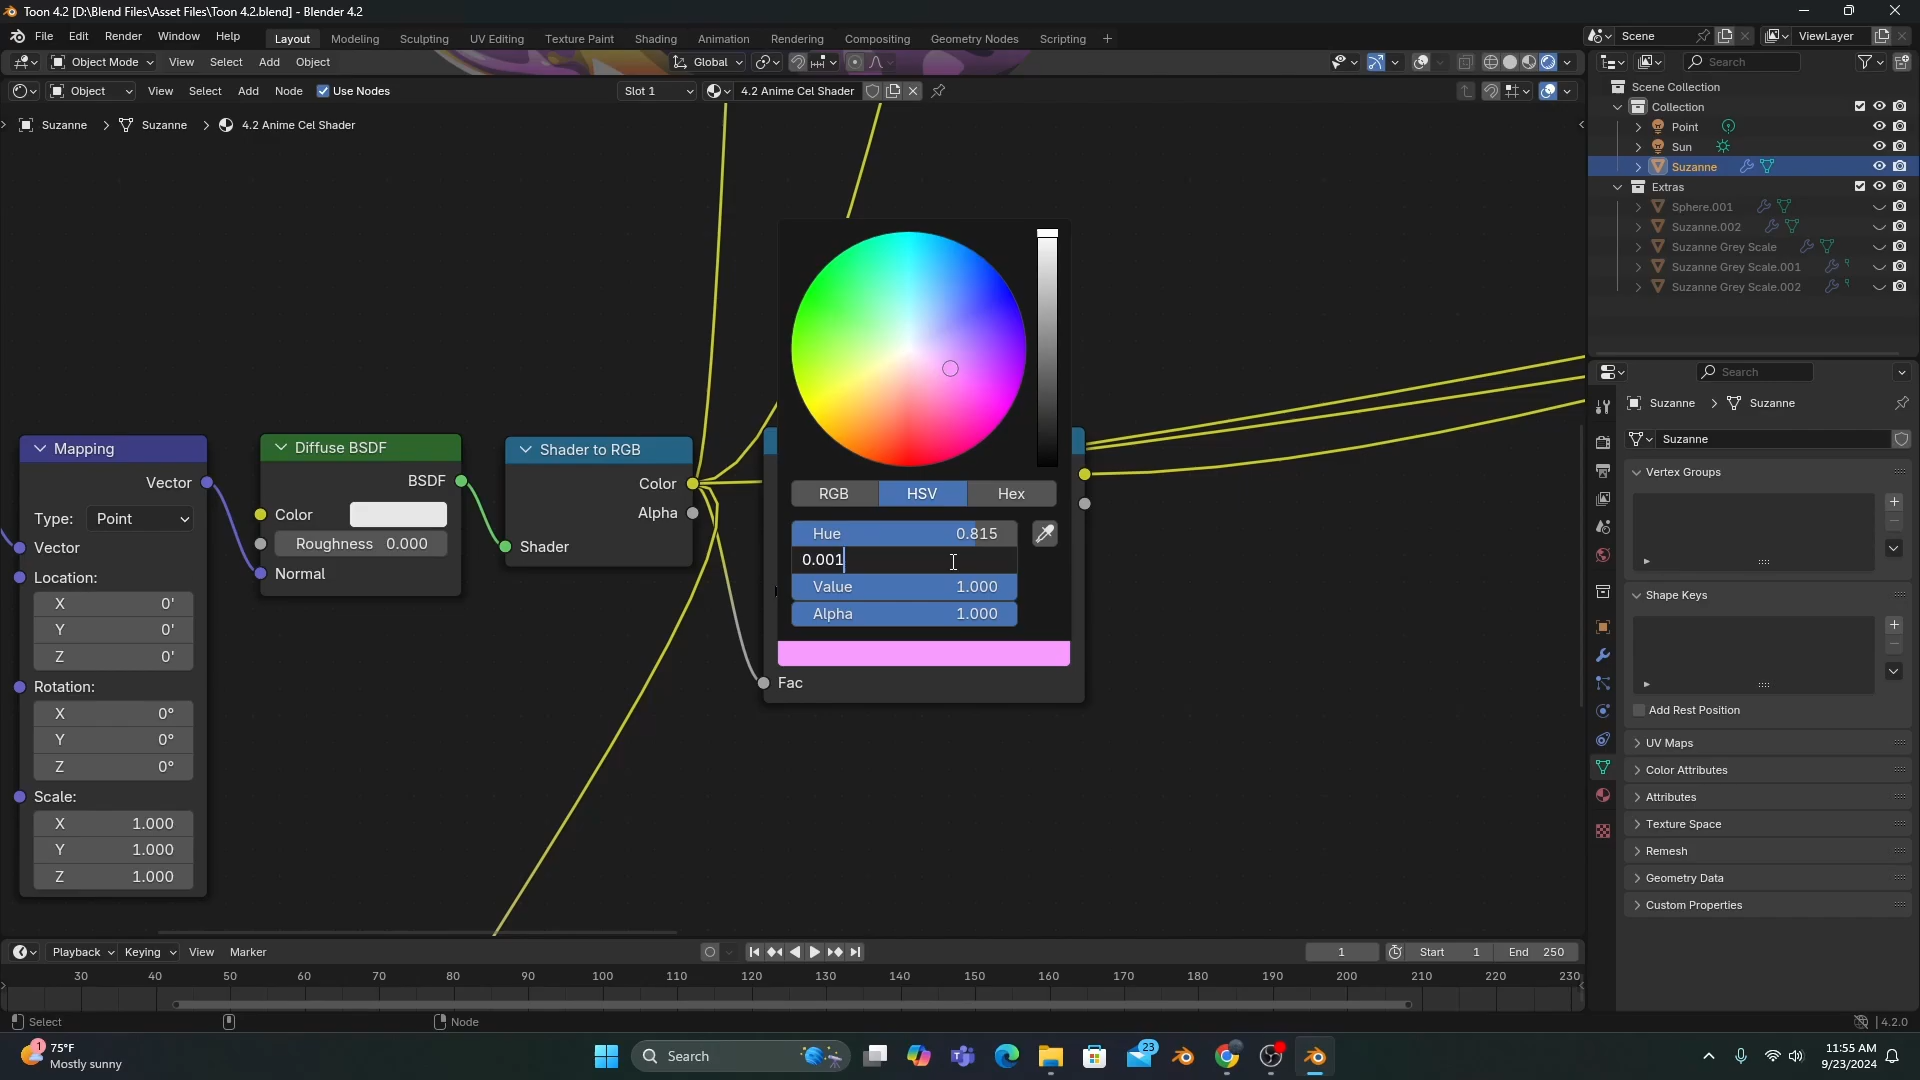 Toon 4.2 [D:\Blend Files\Asset Files\Toon 4.2.blend] - Blender 4.2
File Edit Render Window Help Layout Modeling Sculpting UV Editing Texture Paint Shading Animation Rendering Compositing Geometry Nodes Scripting + Scene ViewLayer
Object Mode View Select Add Object Global Search
Object View Select Add Node Use Nodes Slot 1 4.2 Anime Cel Shader
Suzanne > Suzanne > 4.2 Anime Cel Shader
Scene Collection
Collection
Point
Sun
Suzanne
Extras
Sphere.001
Suzanne.002
Suzanne Grey Scale
Suzanne Grey Scale.001
Suzanne Grey Scale.002
Mapping
Vector
Type: Point
Vector
Location:
X 0'
Y 0'
Z 0'
Rotation:
X 0°
Y 0°
Z 0°
Scale:
X 1.000
Y 1.000
Z 1.000
Diffuse BSDF
BSDF
Color
Roughness 0.000
Normal
Shader to RGB
Color
Alpha
Shader
RGB HSV Hex
Hue 0.815
0.001
Value 1.000
Alpha 1.000
Fac
Search
Suzanne > Suzanne
Suzanne
Vertex Groups
Shape Keys
Add Rest Position
UV Maps
Color Attributes
Attributes
Texture Space
Remesh
Geometry Data
Custom Properties
Playback Keying View Marker 1 Start 1 End 250
30 40 50 60 70 80 90 100 110 120 130 140 150 160 170 180 190 200 210 220 230
Select Node 4.2.0
1 75°F
Mostly sunny
Search
23
11:55 AM
9/23/2024